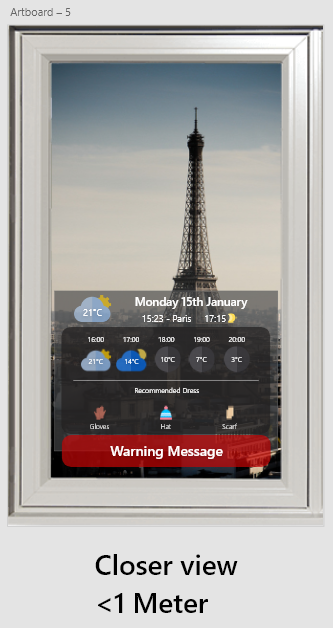 Artboard – 5
21°C
Monday 15th January
15:23 - Paris 17:15
16:00 17:00 18:00 19:00 20:00
21°C 14°C 10°C 7°C 3°C
Recommended Dress
Gloves Hat Scarf
Warning Message
Closer view
<1 Meter